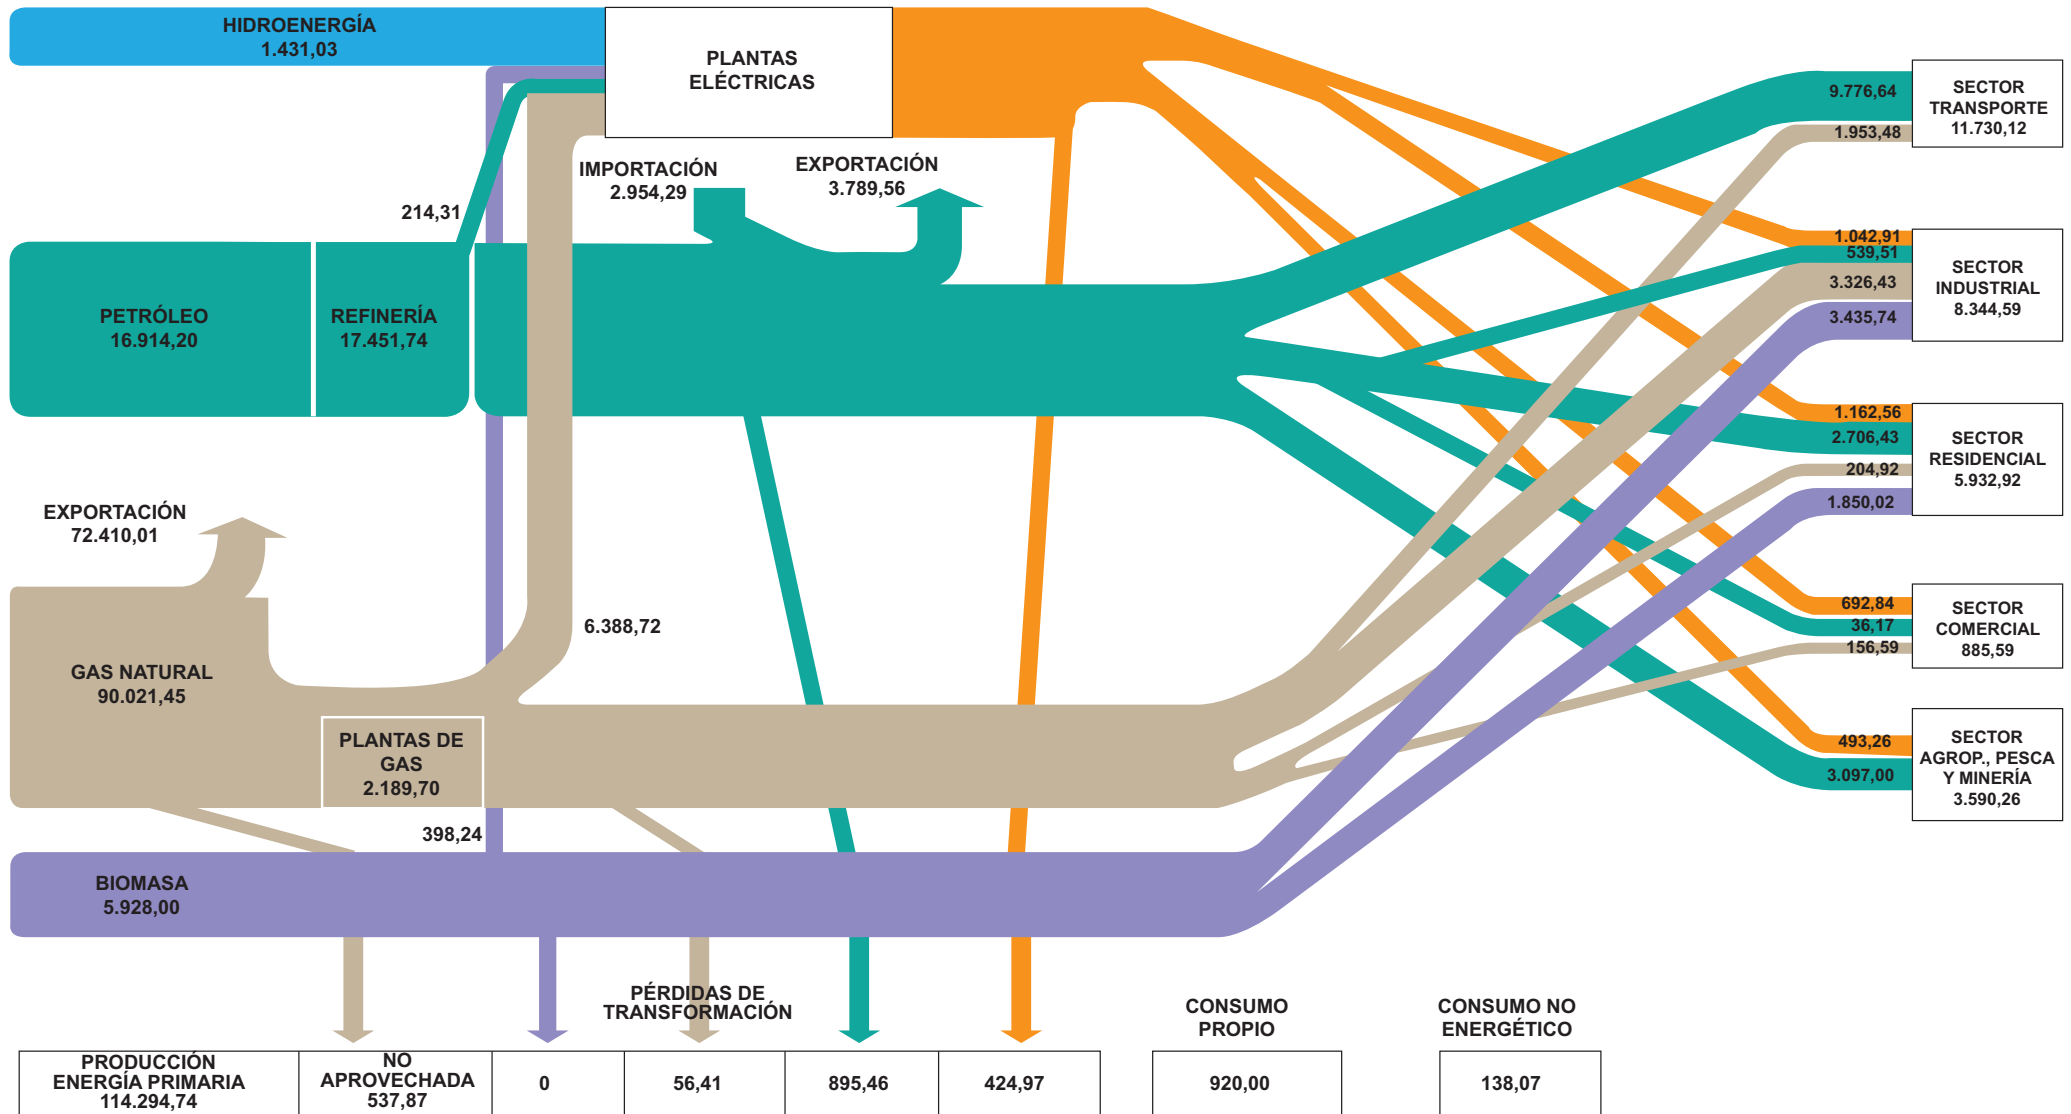 HIDROENERGÍA
1.431,03
PLANTAS
ELÉCTRICAS
214,31
IMPORTACIÓN
2.954,29
EXPORTACIÓN
3.789,56
PETRÓLEO
16.914,20
REFINERÍA
17.451,74
EXPORTACIÓN
72.410,01
6.388,72
GAS NATURAL
90.021,45
PLANTAS DE
GAS
2.189,70
398,24
BIOMASA
5.928,00
9.776,64
1.953,48
SECTOR
TRANSPORTE
11.730,12
1.042,91
539,51
3.326,43
3.435,74
SECTOR
INDUSTRIAL
8.344,59
1.162,56
2.706,43
204,92
1.850,02
SECTOR
RESIDENCIAL
5.932,92
692,84
36,17
156,59
SECTOR
COMERCIAL
885,59
493,26
3.097,00
SECTOR
AGROP., PESCA
Y MINERÍA
3.590,26
PÉRDIDAS DE
TRANSFORMACIÓN
CONSUMO
PROPIO
CONSUMO NO
ENERGÉTICO
PRODUCCIÓN
ENERGÍA PRIMARIA
114.294,74
NO
APROVECHADA
537,87
0
56,41
895,46
424,97
920,00
138,07